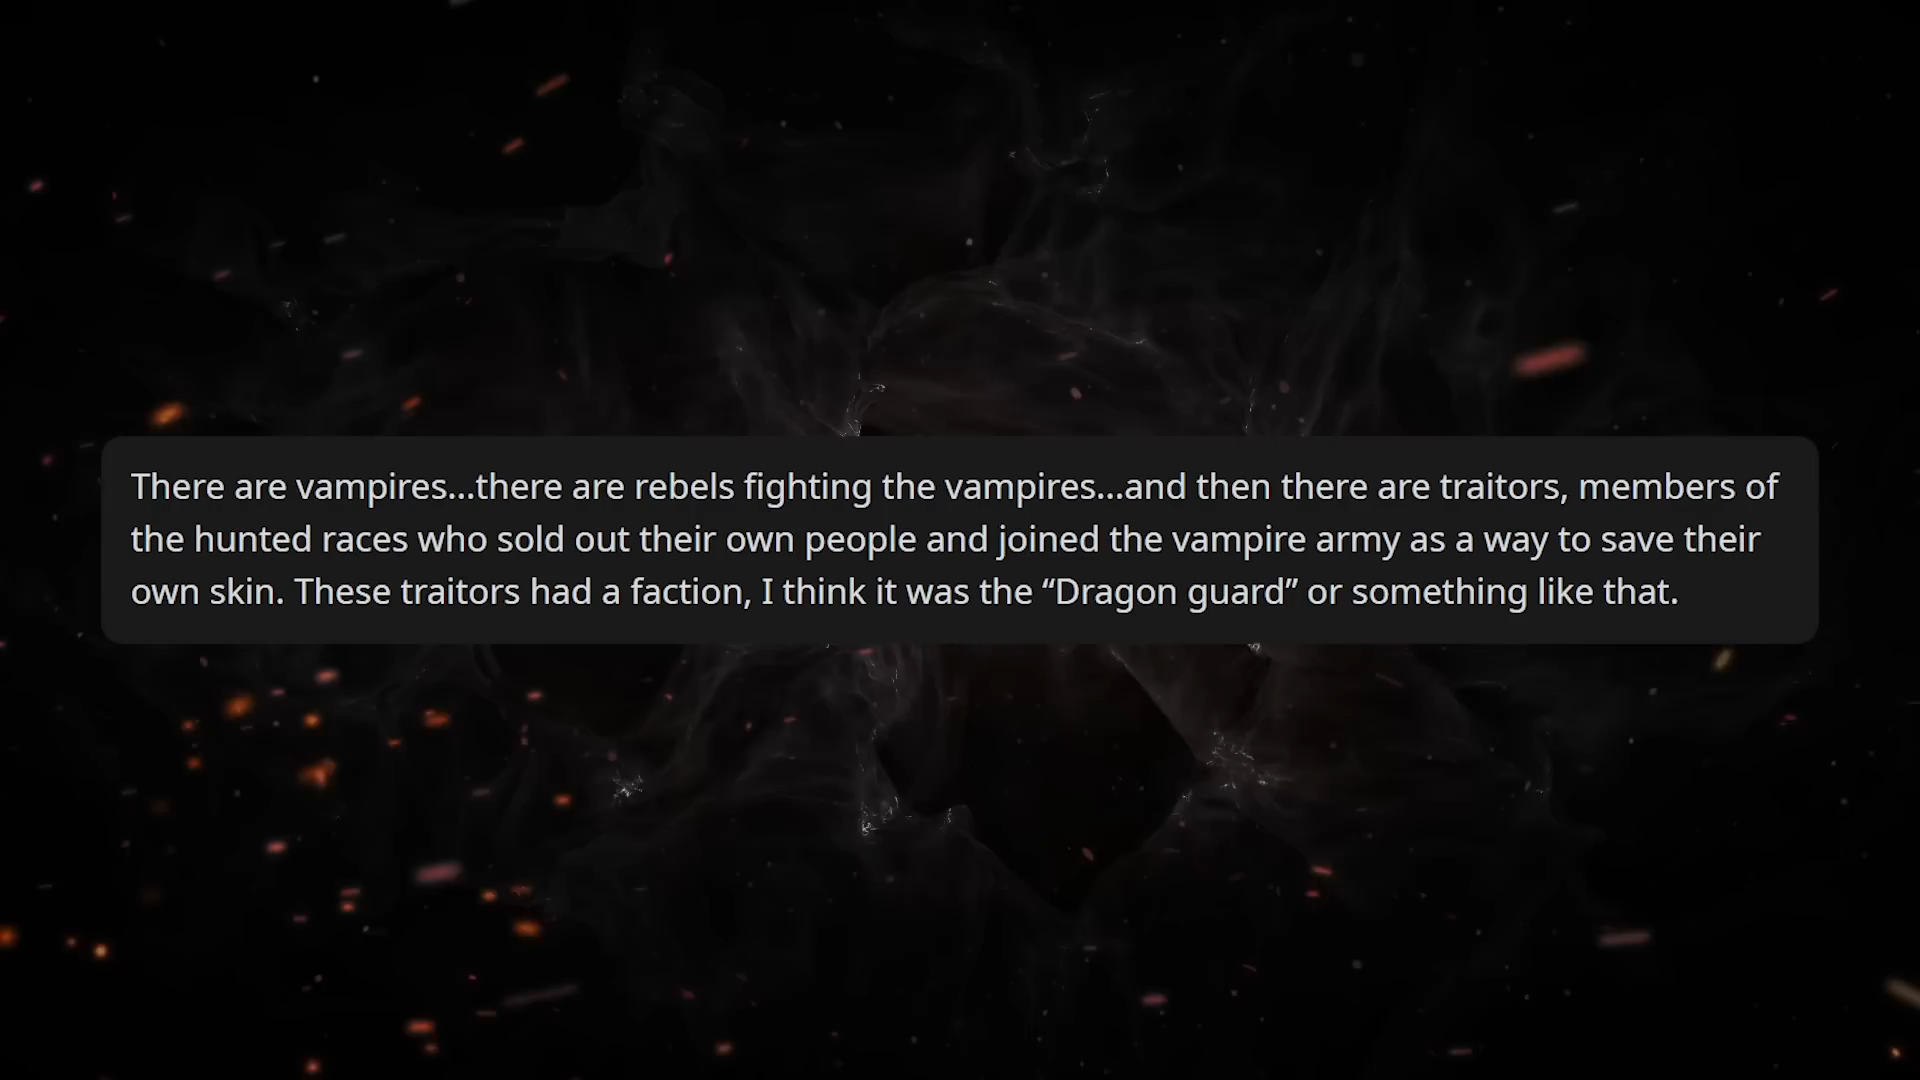 There are vampires...there are rebels fighting the vampires...and then there are traitors, members of
the hunted races who sold out their own people and joined the vampire army as a way to save their
own skin. These traitors had a faction, I think it was the “Dragon guard” or something like that.